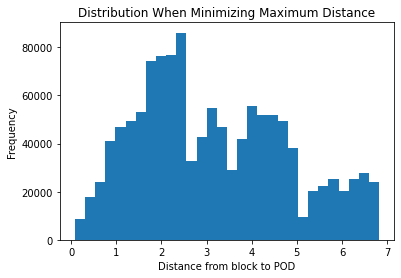 Distribution When Minimizing Maximum Distance
80000
60000
40000
20000
0
Frequency
0 1 2 3 4 5 6 7
Distance from block to POD